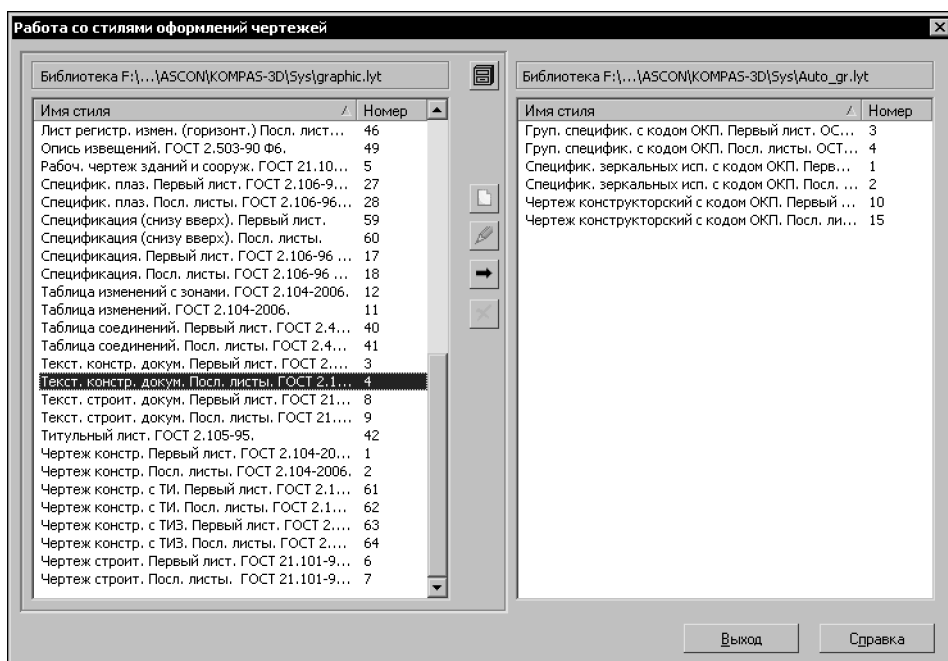 Работа со стилями оформлений чертежей
Библиотека F:\...\ASCON\KOMPAS-3D\Sys\graphic.lyt
Имя стиля Номер
Лист регистр. измен. (горизонт.) Посл. лист... 46
Опись извещений. ГОСТ 2.503-90 Ф6. 49
Рабоч. чертеж зданий и сооруж. ГОСТ 21.10... 5
Специфик. плаз. Первый лист. ГОСТ 2.106-9... 27
Специфик. плаз. Посл. листы. ГОСТ 2.106-96... 28
Спецификация (снизу вверх). Первый лист. 59
Спецификация (снизу вверх). Посл. листы. 60
Спецификация. Первый лист. ГОСТ 2.106-96 ... 17
Спецификация. Посл. листы. ГОСТ 2.106-96 ... 18
Таблица изменений с зонами. ГОСТ 2.104-2006. 12
Таблица изменений. ГОСТ 2.104-2006. 11
Таблица соединений. Первый лист. ГОСТ 2.4... 40
Таблица соединений. Посл. листы. ГОСТ 2.4... 41
Текст. констр. докум. Первый лист. ГОСТ 2.... 3
Текст. констр. докум. Посл. листы. ГОСТ 2.1... 4
Текст. строит. докум. Первый лист. ГОСТ 21... 8
Текст. строит. докум. Посл. листы. ГОСТ 21.... 9
Титульный лист. ГОСТ 2.105-95. 42
Чертеж констр. Первый лист. ГОСТ 2.104-20... 1
Чертеж констр. Посл. листы. ГОСТ 2.104-2006. 2
Чертеж констр. с ТИ. Первый лист. ГОСТ 2.1... 61
Чертеж констр. с ТИ. Посл. листы. ГОСТ 2.1... 62
Чертеж констр. с ТИЗ. Первый лист. ГОСТ 2.... 63
Чертеж констр. с ТИЗ. Посл. листы. ГОСТ 2.... 64
Чертеж строит. Первый лист. ГОСТ 21.101-9... 6
Чертеж строит. Посл. листы. ГОСТ 21.101-9... 7
Библиотека F:\...\ASCON\KOMPAS-3D\Sys\Auto_gr.lyt
Имя стиля Номер
Груп. специфик. с кодом ОКП. Первый лист. ОС... 3
Груп. специфик. с кодом ОКП. Посл. листы. ОСТ... 4
Специфик. зеркальных исп. с кодом ОКП. Перв... 1
Специфик. зеркальных исп. с кодом ОКП. Посл. ... 2
Чертеж конструкторский с кодом ОКП. Первый ... 10
Чертеж конструкторский с кодом ОКП. Посл. ли... 15
Выход Справка